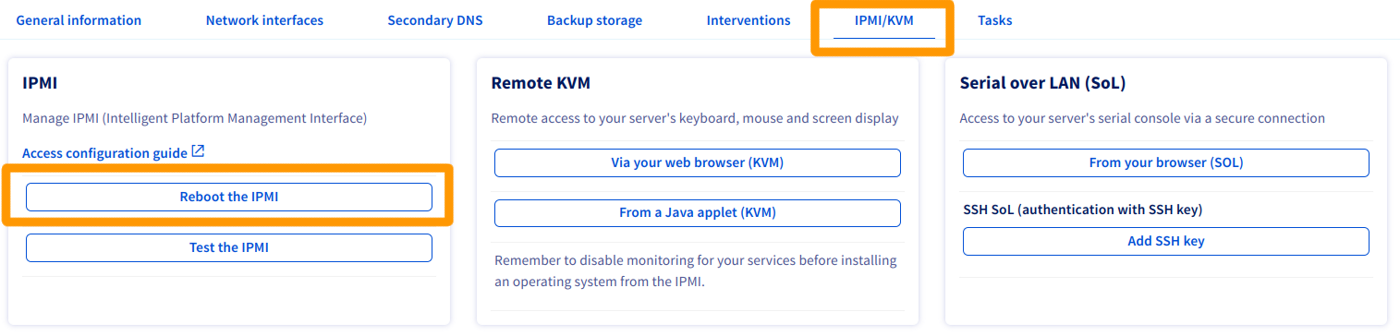 General information
Network interfaces
Secondary DNS
Backup storage
Interventions
IPMI/KVM
Tasks
IPMI
Manage IPMI (Intelligent Platform Management Interface)
Access configuration guide
Reboot the IPMI
Test the IPMI
Remote KVM
Remote access to your server's keyboard, mouse and screen display
Via your web browser (KVM)
From a Java applet (KVM)
Remember to disable monitoring for your services before installing
an operating system from the IPMI.
Serial over LAN (SoL)
Access to your server's serial console via a secure connection
From your browser (SOL)
SSH SoL (authentication with SSH key)
Add SSH key